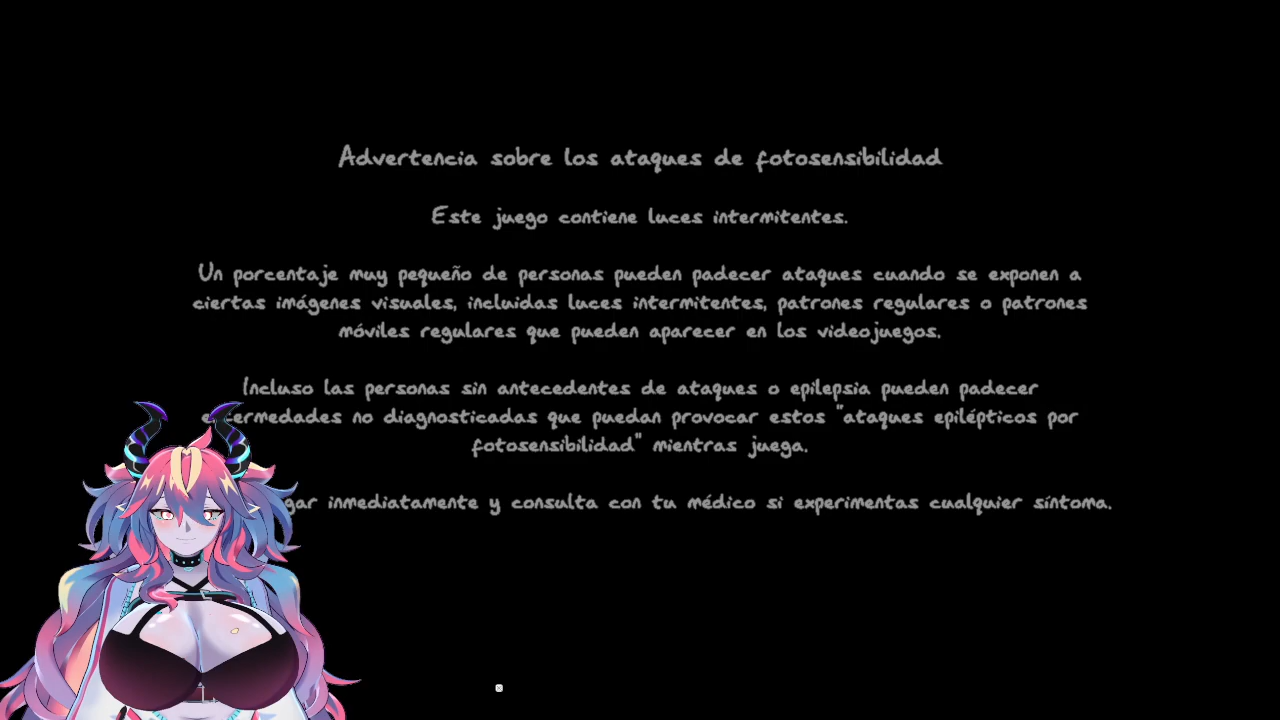 Advertencia sobre los ataques de fotosensibilidad
Este juego contiene luces intermitentes.
Un porcentaje muy pequeño de personas pueden padecer ataques cuando se exponen a
ciertas imágenes visuales, incluidas luces intermitentes, patrones regulares o patrones
móviles regulares que pueden aparecer en los videojuegos.
Incluso las personas sin antecedentes de ataques o epilepsia pueden padecer
enfermedades no diagnosticadas que puedan provocar estos "ataques epilépticos por
fotosensibilidad" mientras juega.
gar inmediatamente y consulta con tu médico si experimentas cualquier síntoma.